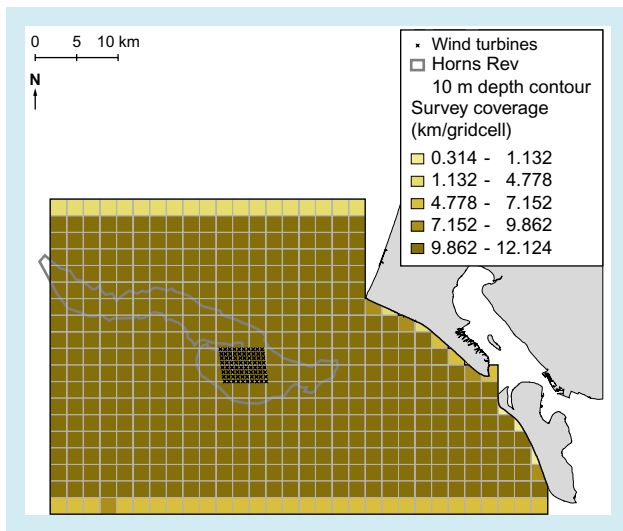 0 5 10 km
N
Wind turbines
Horns Rev
10 m depth contour
Survey coverage
(km/gridcell)
0.314 - 1.132
1.132 - 4.778
4.778 - 7.152
7.152 - 9.862
9.862 - 12.124